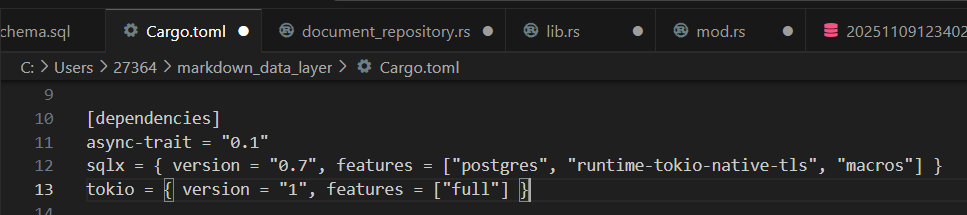 chema.sql Cargo.toml document_repository.rs lib.rs mod.rs 20251109123402
C: > Users > 27364 > markdown_data_layer > Cargo.toml
9
10 [dependencies]
11 async-trait = "0.1"
12 sqlx = { version = "0.7", features = ["postgres", "runtime-tokio-native-tls", "macros"] }
13 tokio = { version = "1", features = ["full"] }
14